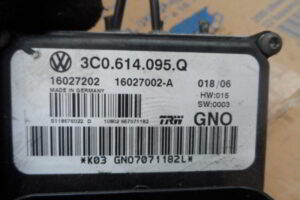 3C0.614.095.Q
16027202 16027002-A 018/06
MADE IN GERMANY HW:015
SW:0003
TRW GNO
*K03 GNO7071182L*